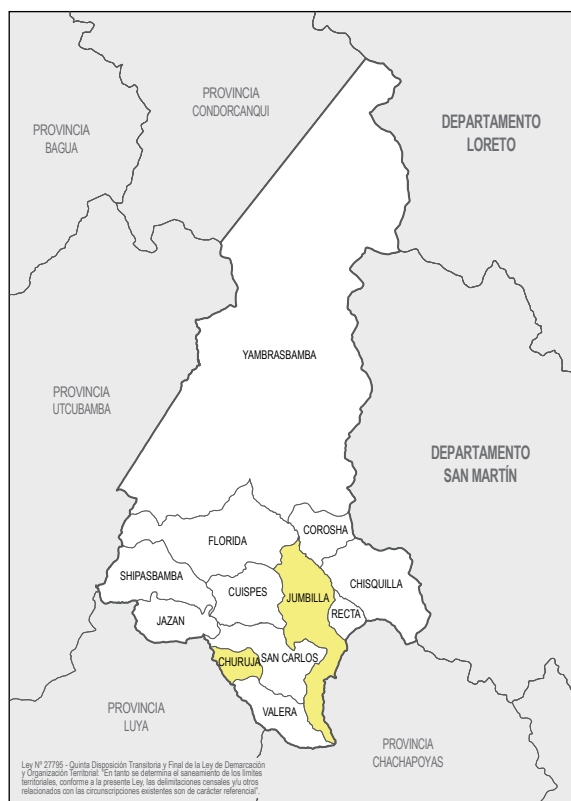 PROVINCIA
CONDORCANQUI
PROVINCIA
BAGUA
DEPARTAMENTO
LORETO
YAMBRASBAMBA
PROVINCIA
UTCUBAMBA
DEPARTAMENTO
SAN MARTÍN
COROSHA
FLORIDA
SHIPASBAMBA
CHISQUILLA
CUISPES
JUMBILLA
RECTA
JAZAN
CHURUJA
SAN CARLOS
VALERA
PROVINCIA
LUYA
PROVINCIA
CHACHAPOYAS
Ley Nº 27795 - Quinta Disposición Transitoria y Final de la Ley de Demarcación
y Organización Territorial: "En tanto se determina el saneamiento de los límites
territoriales, conforme a la presente Ley, las delimitaciones censales y/u otros
relacionados con las circunscripciones existentes son de carácter referencial".